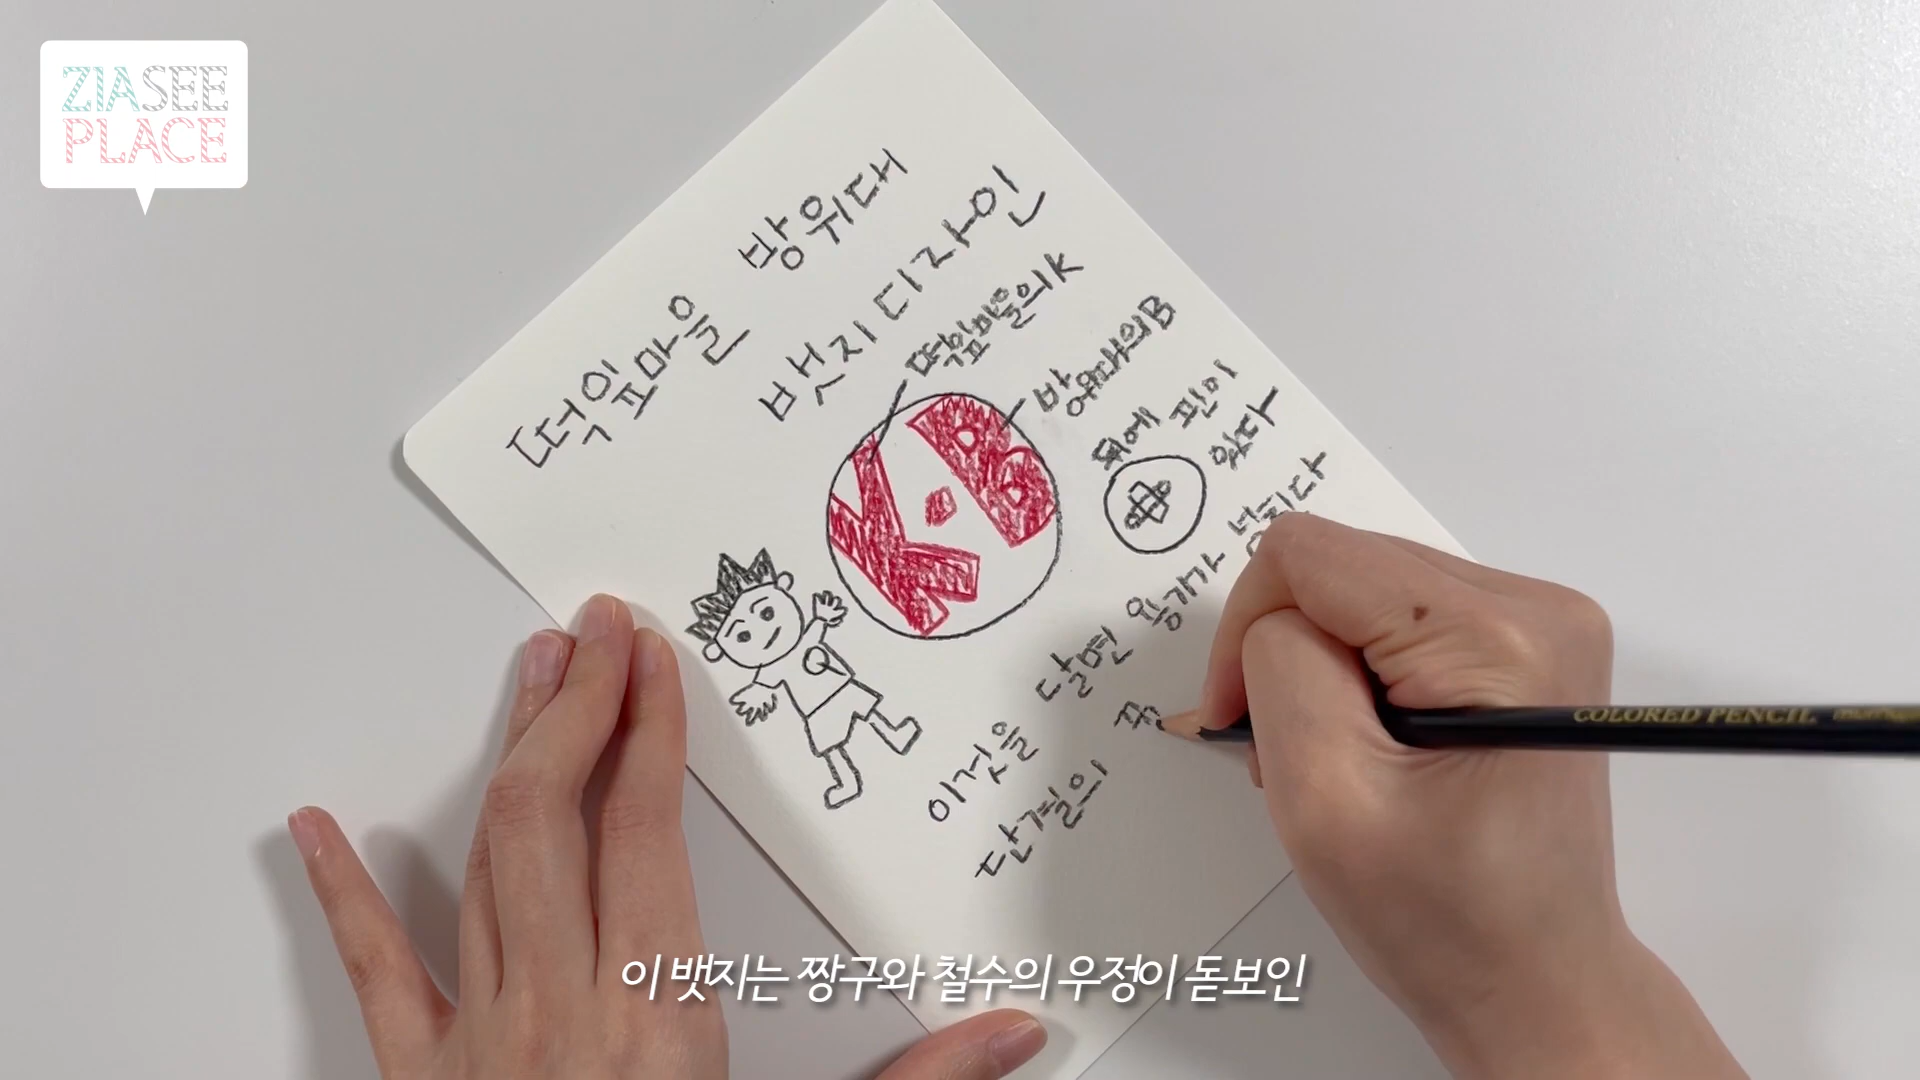 ZIASEE
PLACE
떡잎마을 방위대
밴지 디자인
떡잎마을의 K
방위대의 B
뒤에 핀이
있다
K·B
이것을 달면 용기가 넘친다
단결의
COLORED PENCIL
이 뱃지는 짱구와 철수의 우정이 돋보인